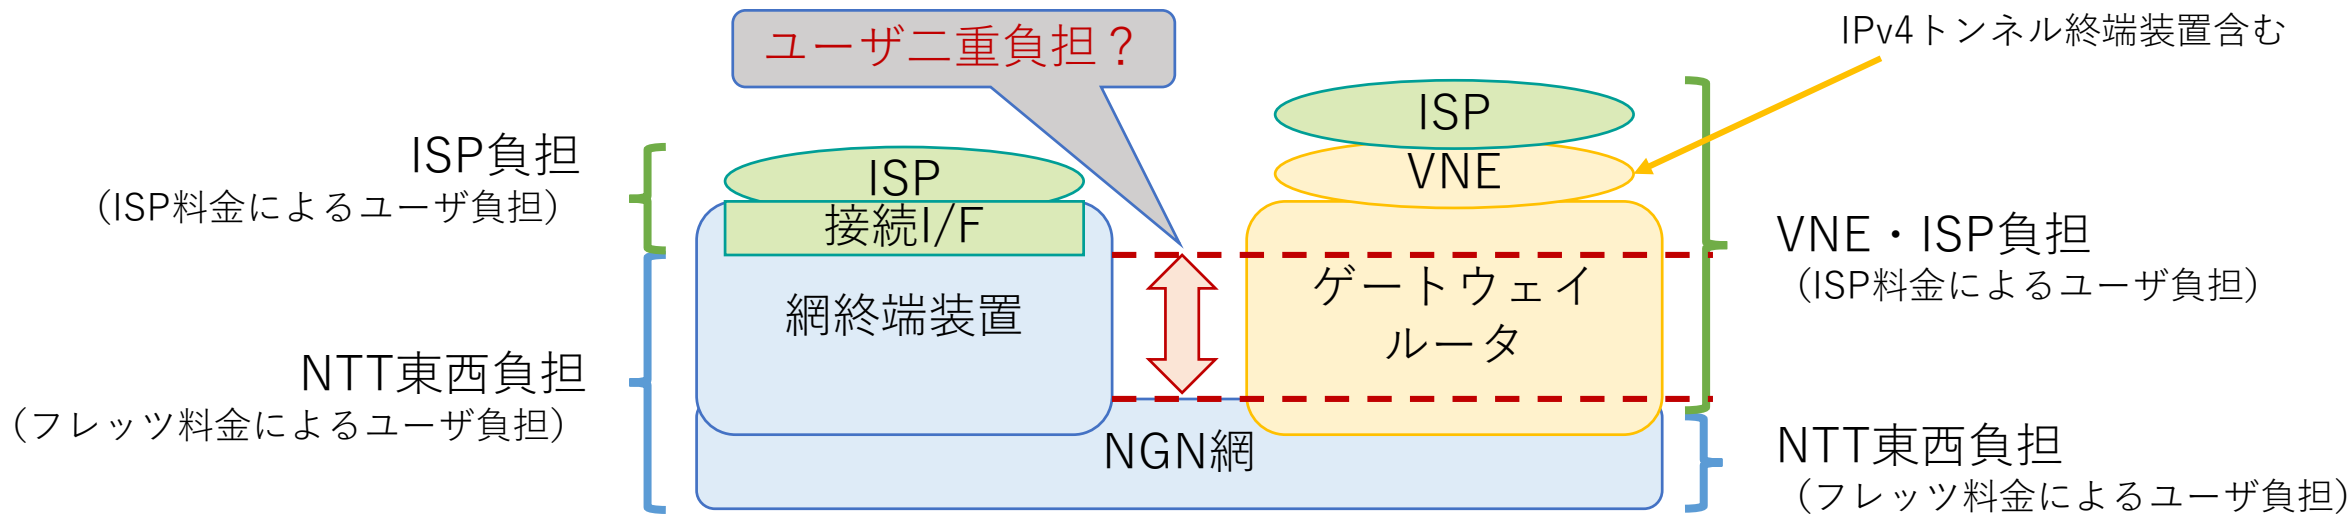 ユーザ二重負担？
IPv4トンネル終端装置含む
ISP負担
（ISP料金によるユーザ負担）
NTT東西負担
（フレッツ料金によるユーザ負担）
ISP
接続I/F
網終端装置
NGN網
ISP
VNE
ゲートウェイ
ルータ
VNE・ISP負担
（ISP料金によるユーザ負担）
NTT東西負担
（フレッツ料金によるユーザ負担）